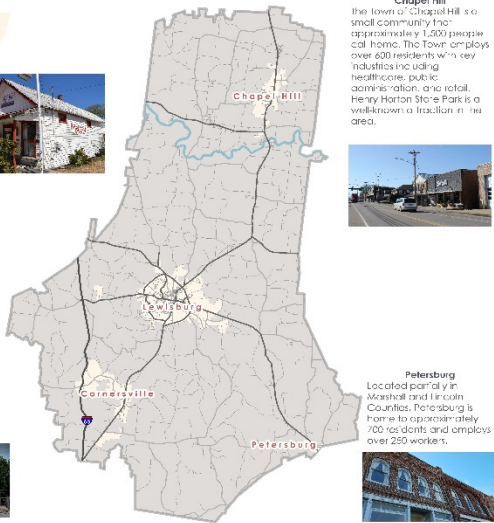 Chapel Hill
The Town of Chapel Hill is a
small community that
approximately 1,500 people
call home. The Town employs
over 600 residents with key
industries including
healthcare, public
administration, and retail.
Henry Horton State Park is a
well-known attraction in the
area.
Chapel Hill
Lewisburg
Cornersville
65
Petersburg
Petersburg
Located partially in
Marshall and Lincoln
Counties, Petersburg is
home to approximately
700 residents and employs
over 250 workers.